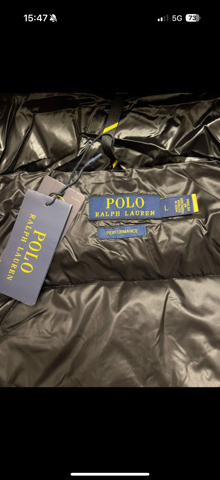 15:47
5G
73
POLO
RALPH LAUREN
L
PERFORMANCE
POLO
RALPH LAUREN